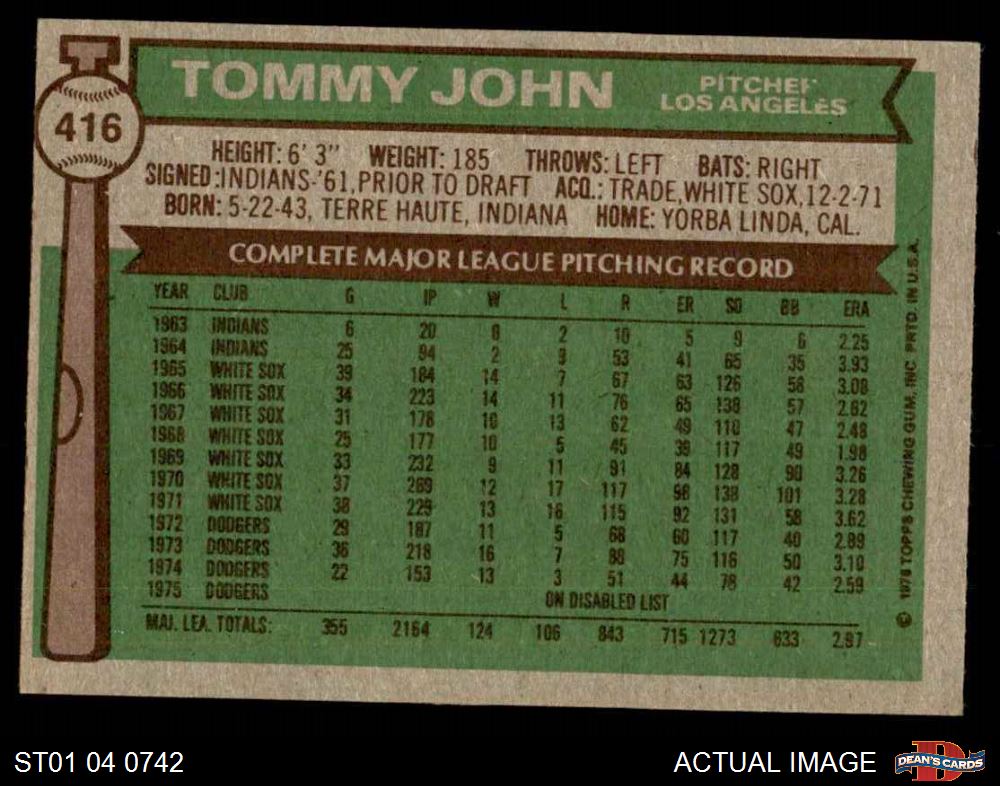 TOMMY JOHN
PITCHER
LOS ANGELES
416
HEIGHT: 6' 3" WEIGHT: 185 THROWS: LEFT BATS: RIGHT
SIGNED: INDIANS-'61, PRIOR TO DRAFT ACQ.: TRADE, WHITE SOX, 12-2-71
BORN: 5-22-43, TERRE HAUTE, INDIANA HOME: YORBA LINDA, CAL.
COMPLETE MAJOR LEAGUE PITCHING RECORD
YEAR CLUB G IP W L R ER SO BB ERA
1963 INDIANS 6 20 0 2 10 5 9 6 2.25
1964 INDIANS 25 94 2 9 53 41 65 35 3.93
1965 WHITE SOX 39 184 14 7 67 63 126 58 3.08
1966 WHITE SOX 34 223 14 11 76 65 138 57 2.62
1967 WHITE SOX 31 178 10 13 62 49 110 47 2.48
1968 WHITE SOX 25 177 10 5 45 39 117 49 1.98
1969 WHITE SOX 33 232 9 11 91 84 128 90 3.26
1970 WHITE SOX 37 269 12 17 117 98 138 101 3.28
1971 WHITE SOX 38 229 13 16 115 92 131 58 3.62
1972 DODGERS 29 187 11 5 68 60 117 40 2.89
1973 DODGERS 36 218 16 7 88 75 116 50 3.10
1974 DODGERS 22 153 13 3 51 44 78 42 2.59
1975 DODGERS ON DISABLED LIST
MAJ. LEA. TOTALS: 355 2164 124 106 843 715 1273 633 2.97
© 1976 TOPPS CHEWING GUM, INC. PRTD. IN U.S.A.
ST01 04 0742
ACTUAL IMAGE
DEAN'S CARDS